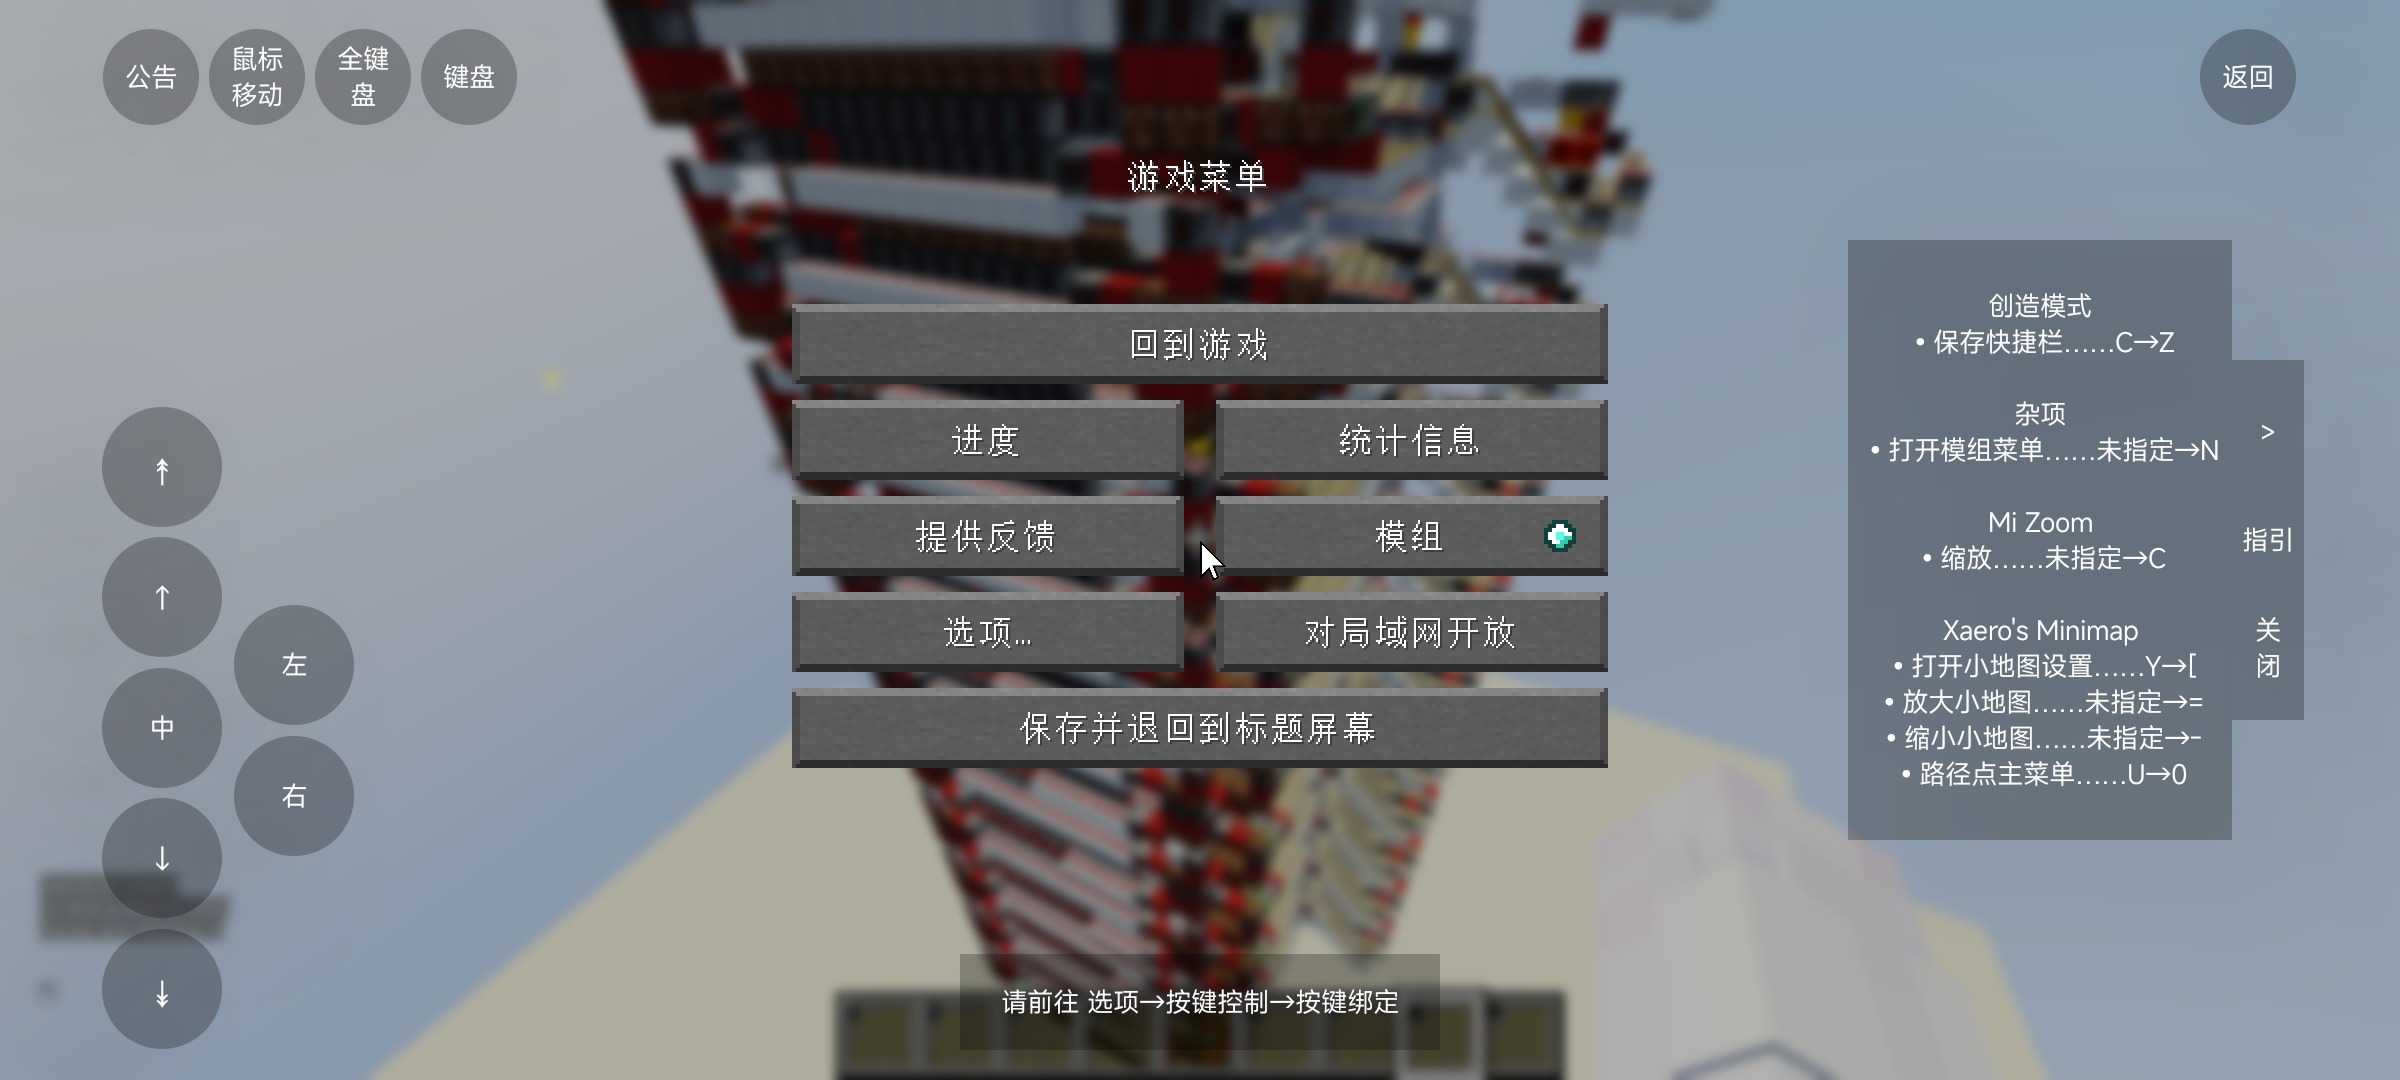 公告
鼠标
移动
全键
盘
键盘
返回
游戏菜单
回到游戏
进度
统计信息
提供反馈
模组
选项...
对局域网开放
保存并退回到标题屏幕
创造模式
• 保存快捷栏……C→Z
杂项
• 打开模组菜单……未指定→N
Mi Zoom
• 缩放……未指定→C
Xaero's Minimap
• 打开小地图设置……Y→[
• 放大小地图……未指定→=
• 缩小小地图……未指定→-
• 路径点主菜单……U→0
>
指引
关
闭
↟
↑
中
↓
↡
左
右
请前往 选项→按键控制→按键绑定